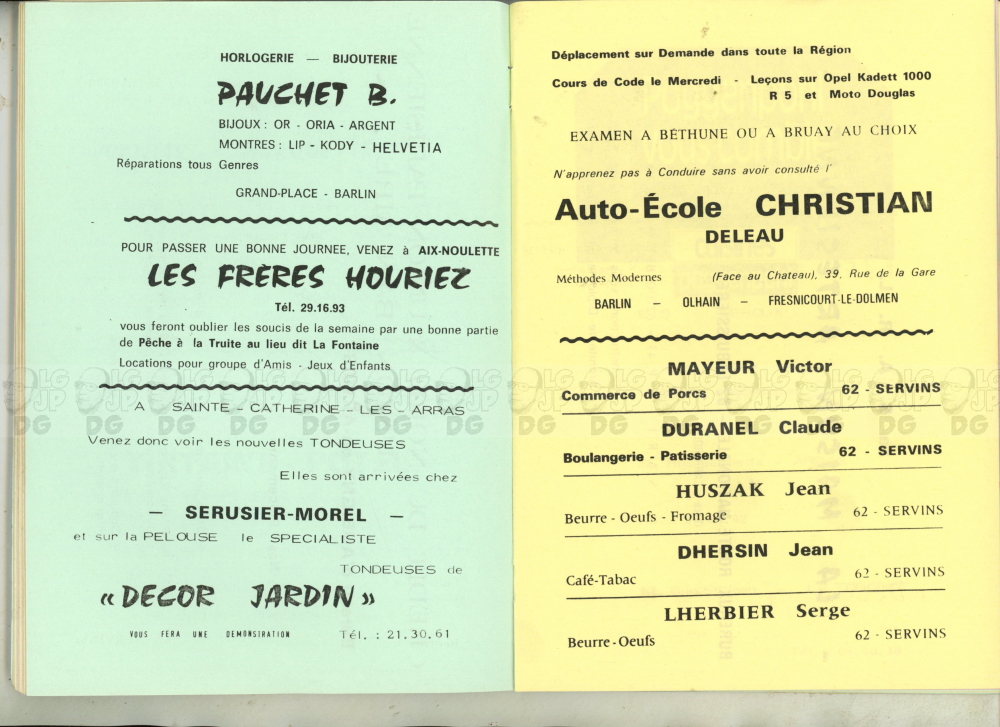 HORLOGERIE — BIJOUTERIE
PAUCHET B.
BIJOUX : OR - ORIA - ARGENT
MONTRES : LIP - KODY - HELVETIA
Réparations tous Genres
GRAND-PLACE - BARLIN
POUR PASSER UNE BONNE JOURNEE, VENEZ à AIX-NOULETTE
LES FRÈRES HOURIEZ
Tél. 29.16.93
vous feront oublier les soucis de la semaine par une bonne partie
de Pêche à la Truite au lieu dit La Fontaine
Locations pour groupe d'Amis - Jeux d'Enfants
A SAINTE - CATHERINE - LES - ARRAS
Venez donc voir les nouvelles TONDEUSES
Elles sont arrivées chez
— SERUSIER-MOREL —
et sur la PELOUSE le SPECIALISTE
TONDEUSES de
« DECOR JARDIN »
VOUS FERA UNE DEMONSTRATION Tél. : 21.30.61
Déplacement sur Demande dans toute la Région
Cours de Code le Mercredi - Leçons sur Opel Kadett 1000
R 5 et Moto Douglas
EXAMEN A BÉTHUNE OU A BRUAY AU CHOIX
N'apprenez pas à Conduire sans avoir consulté l'
Auto-École CHRISTIAN
DELEAU
Méthodes Modernes (Face au Chateau), 39, Rue de la Gare
BARLIN — OLHAIN — FRESNICOURT-LE-DOLMEN
MAYEUR Victor
Commerce de Porcs 62 - SERVINS
DURANEL Claude
Boulangerie - Patisserie 62 - SERVINS
HUSZAK Jean
Beurre - Oeufs - Fromage 62 - SERVINS
DHERSIN Jean
Café-Tabac 62 - SERVINS
LHERBIER Serge
Beurre - Oeufs 62 - SERVINS